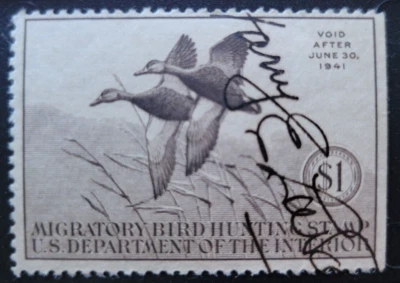 VOID
AFTER
JUNE 30,
1941
$1
MIGRATORY BIRD HUNTING STAMP
U.S. DEPARTMENT OF THE INTERIOR